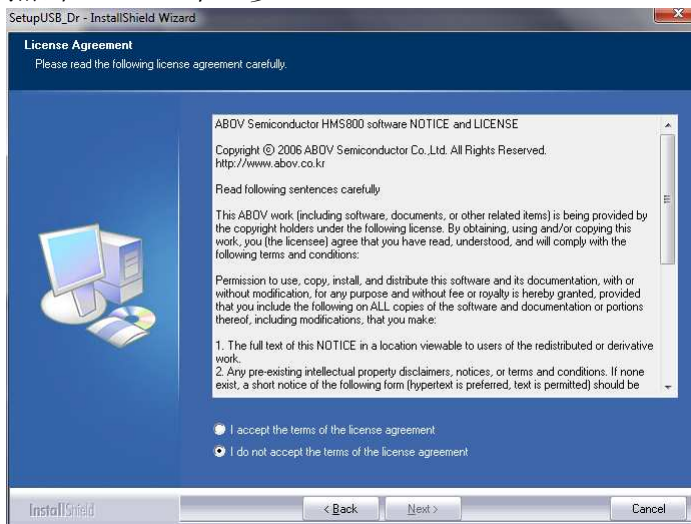 SetupUSB_Dr - InstallShield Wizard
License Agreement
Please read the following license agreement carefully.
ABOV Semiconductor HMS800 software NOTICE and LICENSE
Copyright © 2006 ABOV Semiconductor Co.,Ltd. All Rights Reserved.
http://www.abov.co.kr
Read following sentences carefully
This ABOV work (including software, documents, or other related items) is being provided by
the copyright holders under the following license. By obtaining, using and/or copying this
work, you (the licensee) agree that you have read, understood, and will comply with the
following terms and conditions:
Permission to use, copy, install, and distribute this software and its documentation, with or
without modification, for any purpose and without fee or royalty is hereby granted, provided
that you include the following on ALL copies of the software and documentation or portions
thereof, including modifications, that you make:
1. The full text of this NOTICE in a location viewable to users of the redistributed or derivative
work.
2. Any pre-existing intellectual property disclaimers, notices, or terms and conditions. If none
exist, a short notice of the following form (hypertext is preferred, text is permitted) should be
I accept the terms of the license agreement
I do not accept the terms of the license agreement
InstallShield
< Back
Next >
Cancel